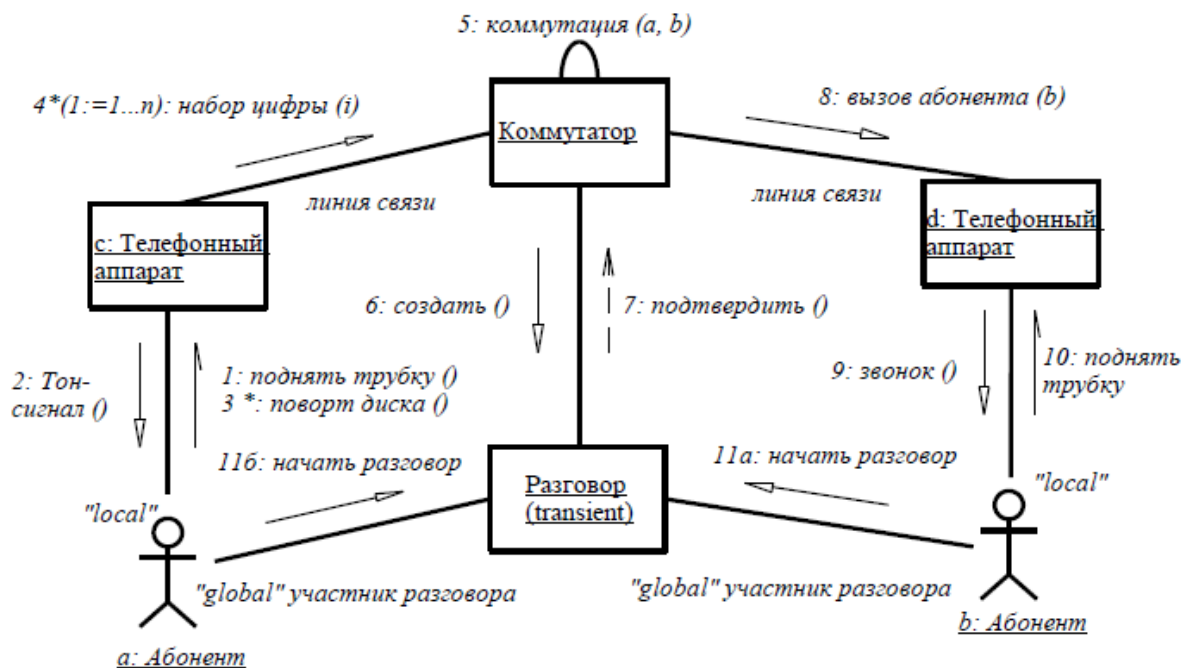 5: коммутация (a, b)
4*(1:=1...n): набор цифры (i)
8: вызов абонента (b)
Коммутатор
линия связи
линия связи
c: Телефонный
аппарат
d: Телефонный
аппарат
6: создать ()
7: подтвердить ()
2: Тон-
сигнал ()
1: поднять трубку ()
3 *: поворт диска ()
9: звонок ()
10: поднять
трубку
11б: начать разговор
11a: начать разговор
Разговор
(transient)
"local"
"local"
"global" участник разговора
"global" участник разговора
a: Абонент
b: Абонент